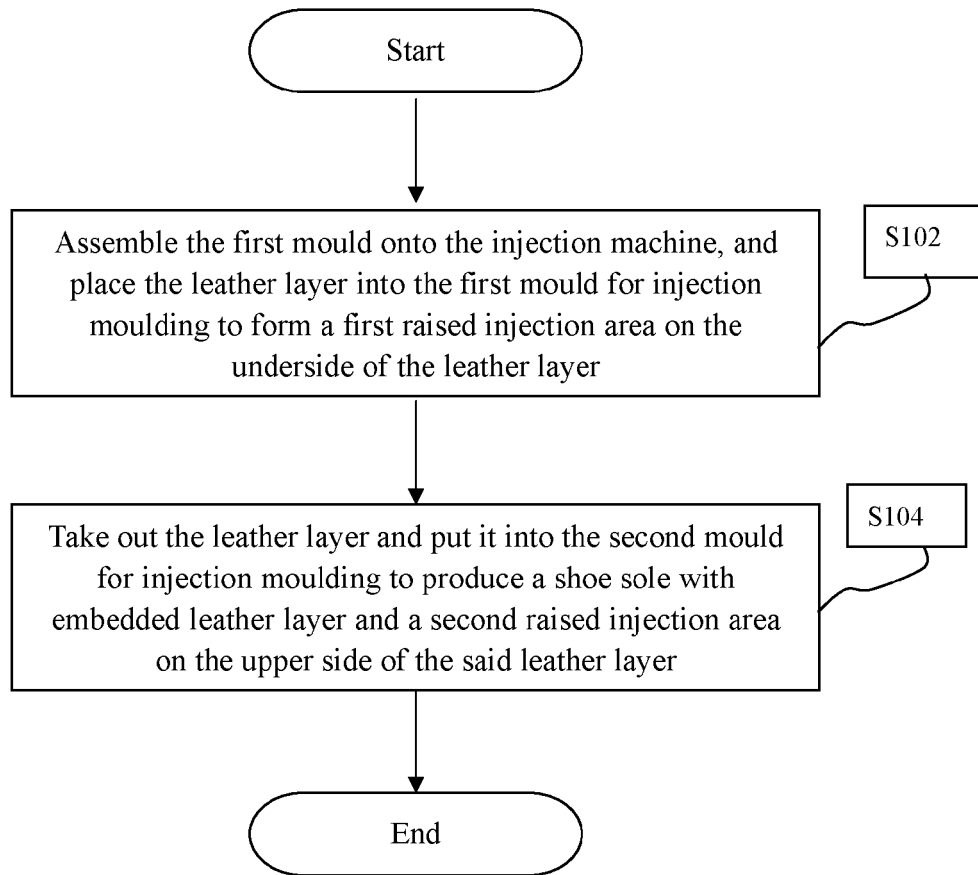 Start
Assemble the first mould onto the injection machine, and
place the leather layer into the first mould for injection
moulding to form a first raised injection area on the
underside of the leather layer
S102
Take out the leather layer and put it into the second mould
for injection moulding to produce a shoe sole with
embedded leather layer and a second raised injection area
on the upper side of the said leather layer
S104
End